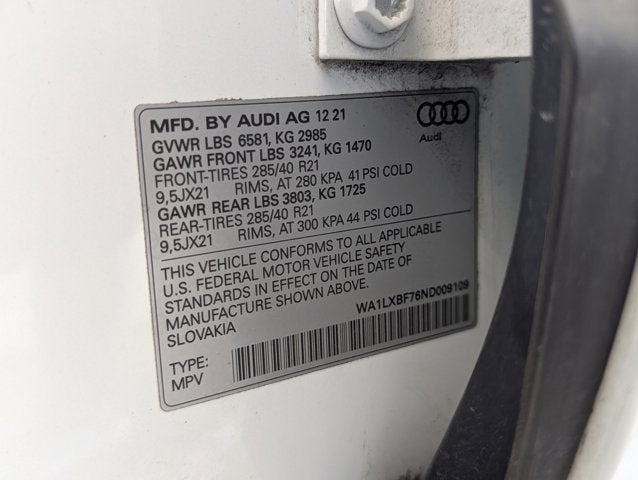 MFD. BY AUDI AG 12 21
Audi
GVWR LBS 6581, KG 2985
GAWR FRONT LBS 3241, KG 1470
FRONT-TIRES 285/40 R21
9,5JX21 RIMS, AT 280 KPA 41 PSI COLD
GAWR REAR LBS 3803, KG 1725
REAR-TIRES 285/40 R21
9,5JX21 RIMS, AT 300 KPA 44 PSI COLD
THIS VEHICLE CONFORMS TO ALL APPLICABLE
U.S. FEDERAL MOTOR VEHICLE SAFETY
STANDARDS IN EFFECT ON THE DATE OF
MANUFACTURE SHOWN ABOVE.
SLOVAKIA
WA1LXBF76ND009109
TYPE:
MPV